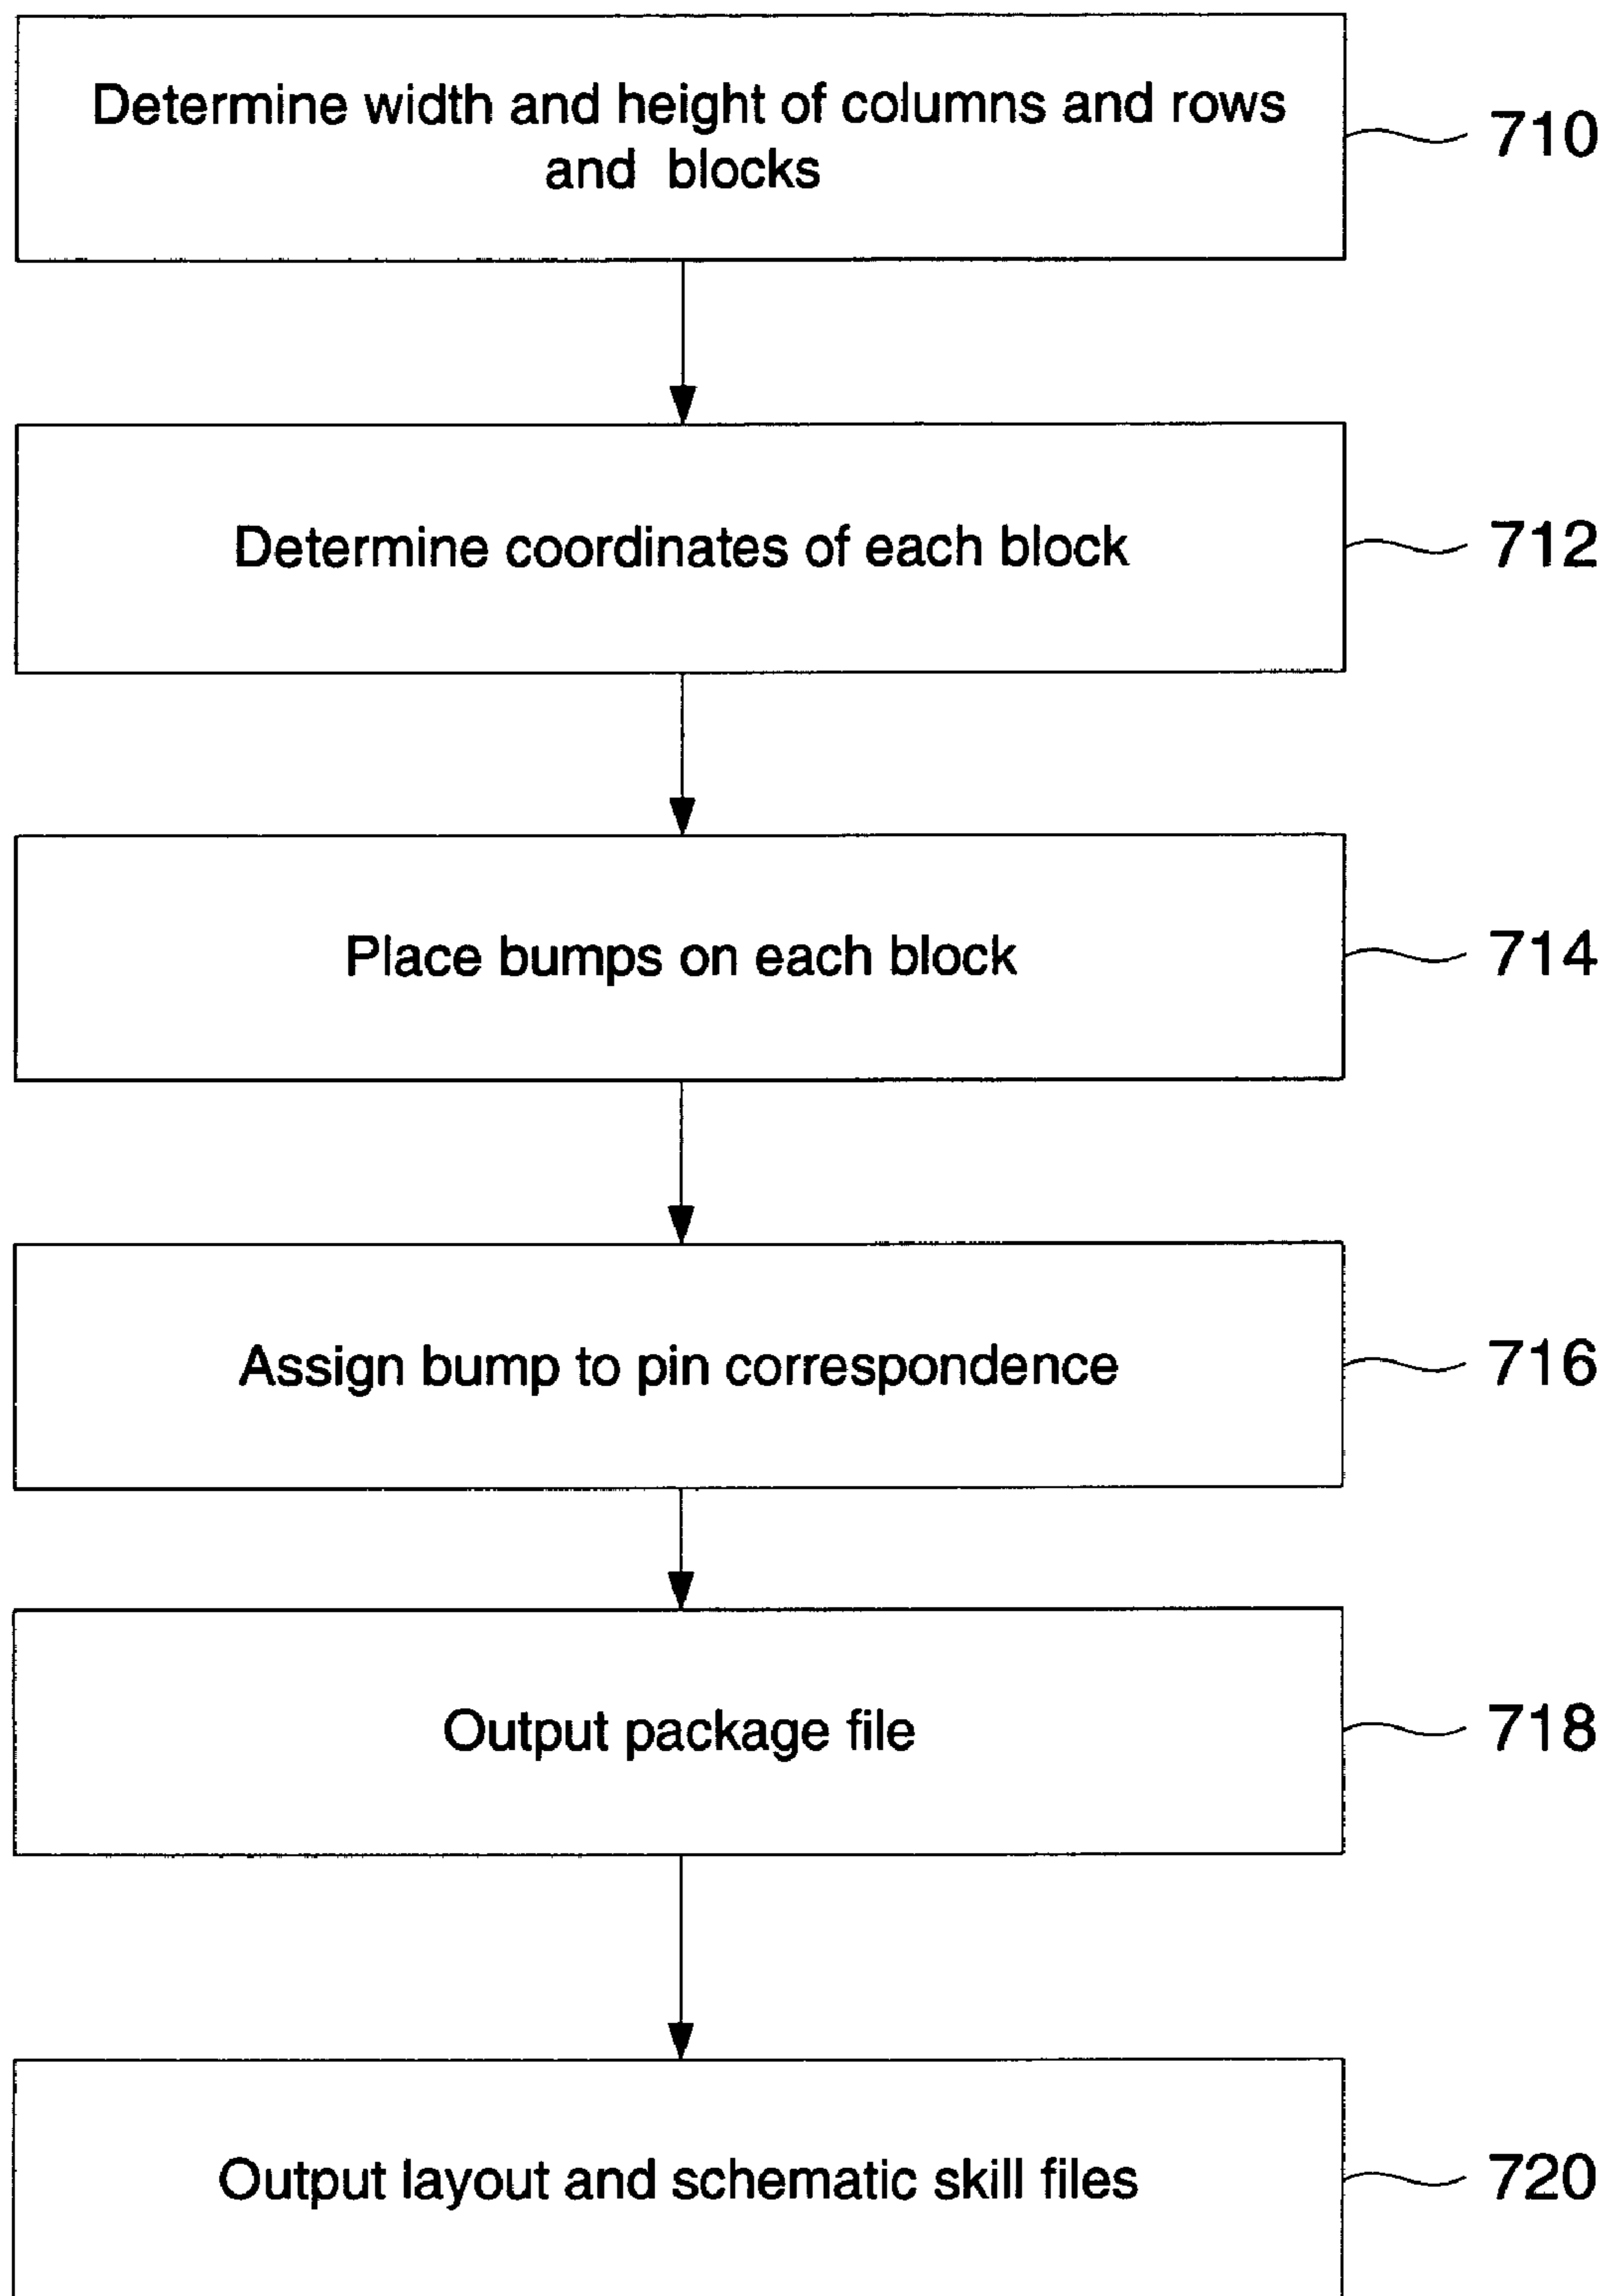 Determine width and height of columns and rows
and blocks
710
Determine coordinates of each block
712
Place bumps on each block
714
Assign bump to pin correspondence
716
Output package file
718
Output layout and schematic skill files
720